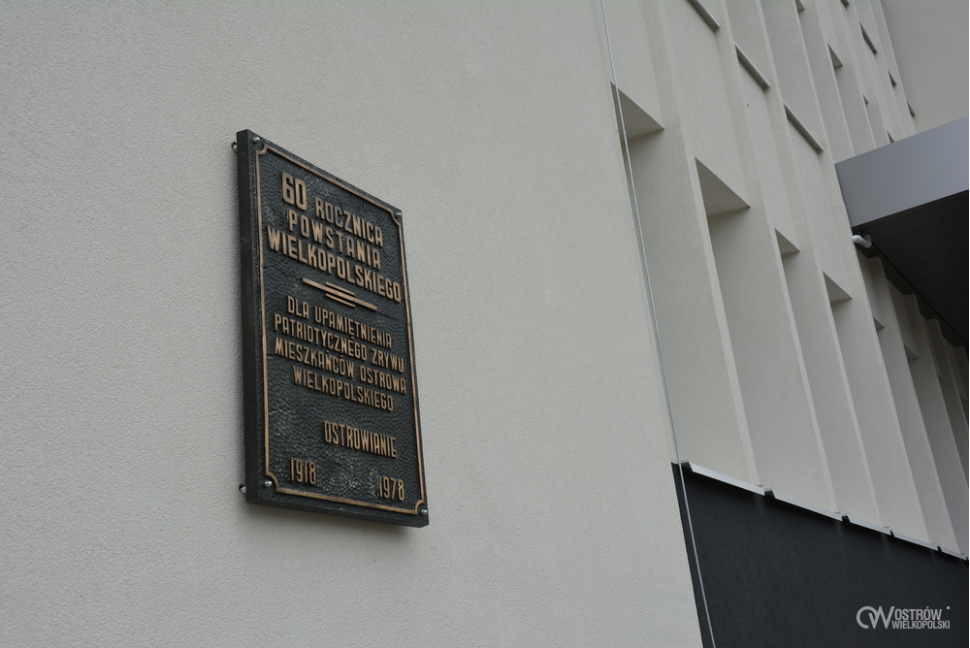 60 ROCZNICA
POWSTANIA
WIELKOPOLSKIEGO
DLA UPAMIĘTNIENIA
PATRIOTYCZNEGO ZRYWU
MIESZKAŃCÓW OSTROWA
WIELKOPOLSKIEGO
OSTROWIANIE
1918 1978
OSTRÓW
WIELKOPOLSKI